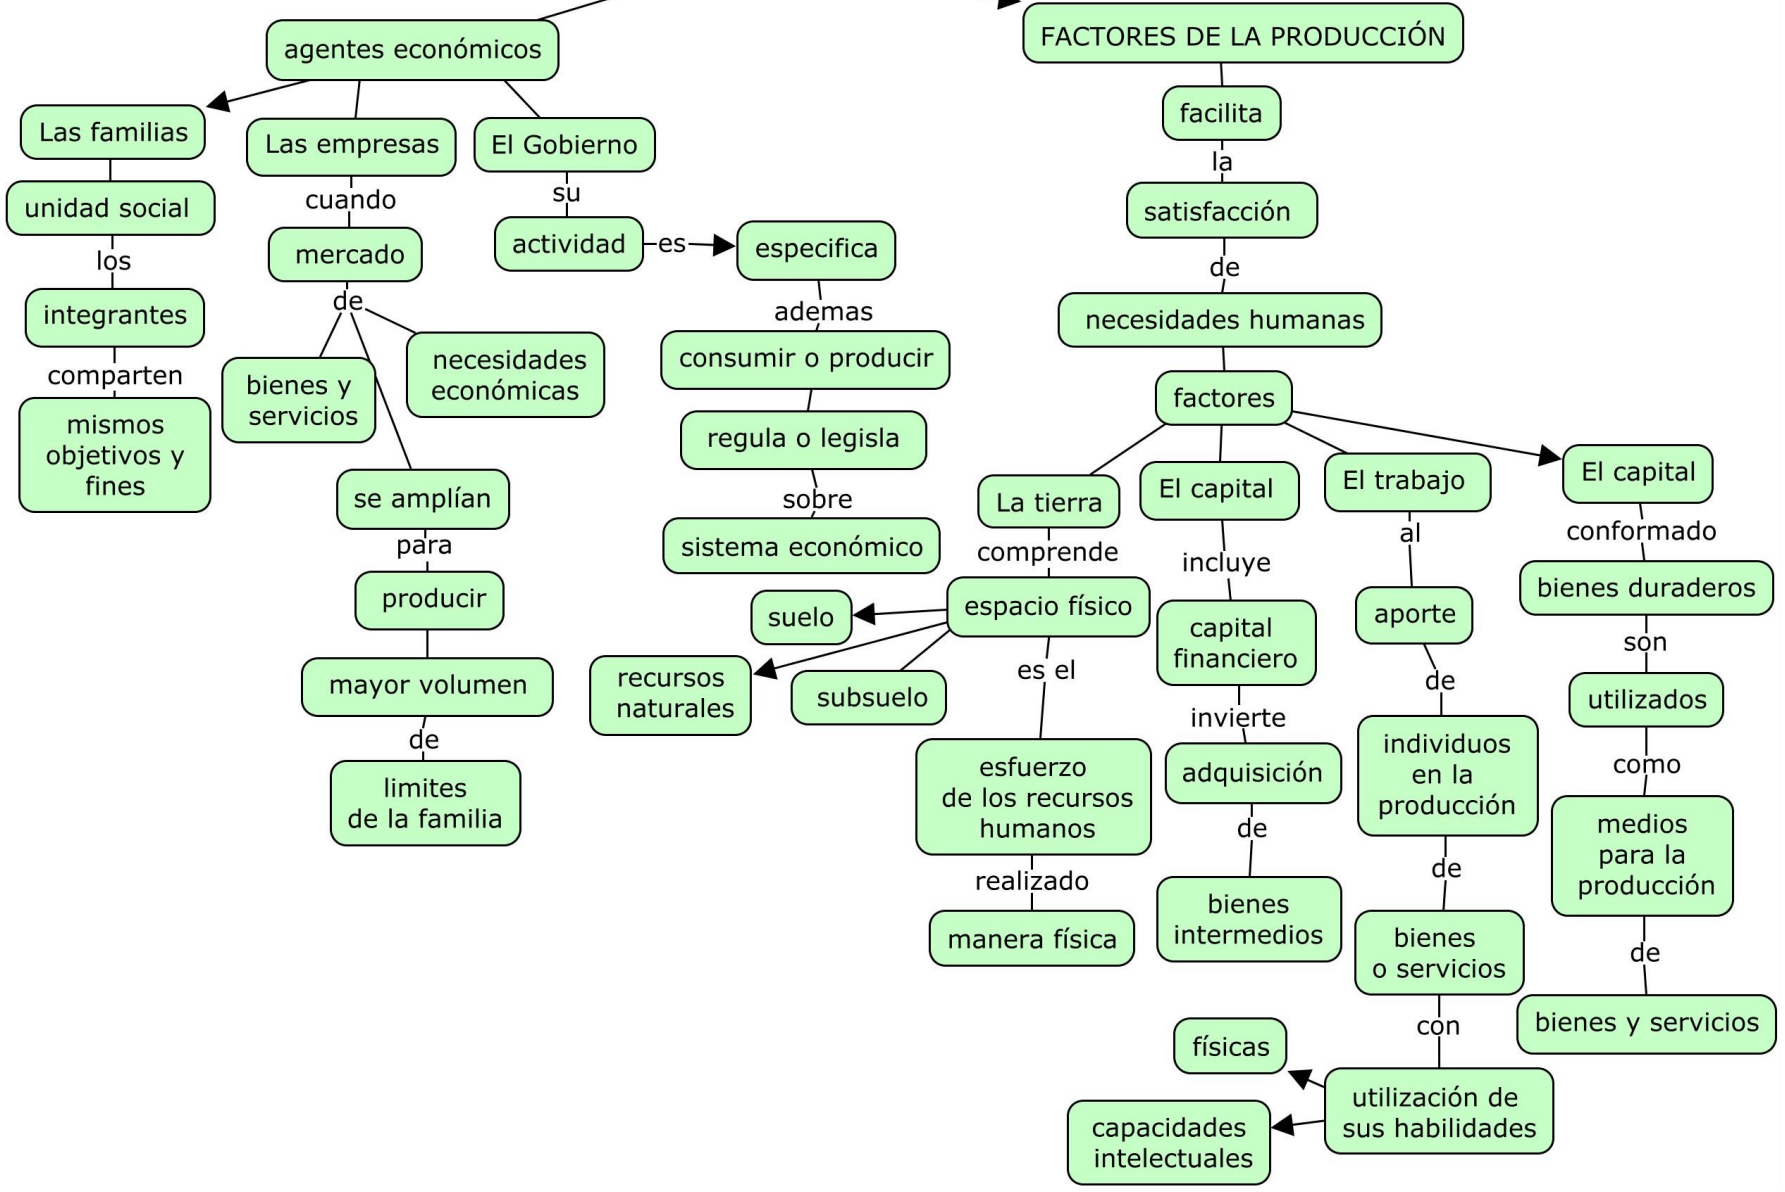 agentes económicos
Las familias
unidad social
los
integrantes
comparten
mismos
objetivos y
fines
Las empresas
cuando
mercado
de
bienes y
servicios
necesidades
económicas
se amplían
para
producir
mayor volumen
de
limites
de la familia
El Gobierno
su
actividad
es
especifica
ademas
consumir o producir
regula o legisla
sobre
sistema económico
FACTORES DE LA PRODUCCIÓN
facilita
la
satisfacción
de
necesidades humanas
factores
La tierra
comprende
espacio físico
suelo
recursos
naturales
subsuelo
es el
esfuerzo
de los recursos
humanos
realizado
manera física
El capital
incluye
capital
financiero
invierte
adquisición
de
bienes
intermedios
El trabajo
al
aporte
de
individuos
en la
producción
de
bienes
o servicios
con
utilización de
sus habilidades
físicas
capacidades
intelectuales
El capital
conformado
bienes duraderos
son
utilizados
como
medios
para la
producción
de
bienes y servicios